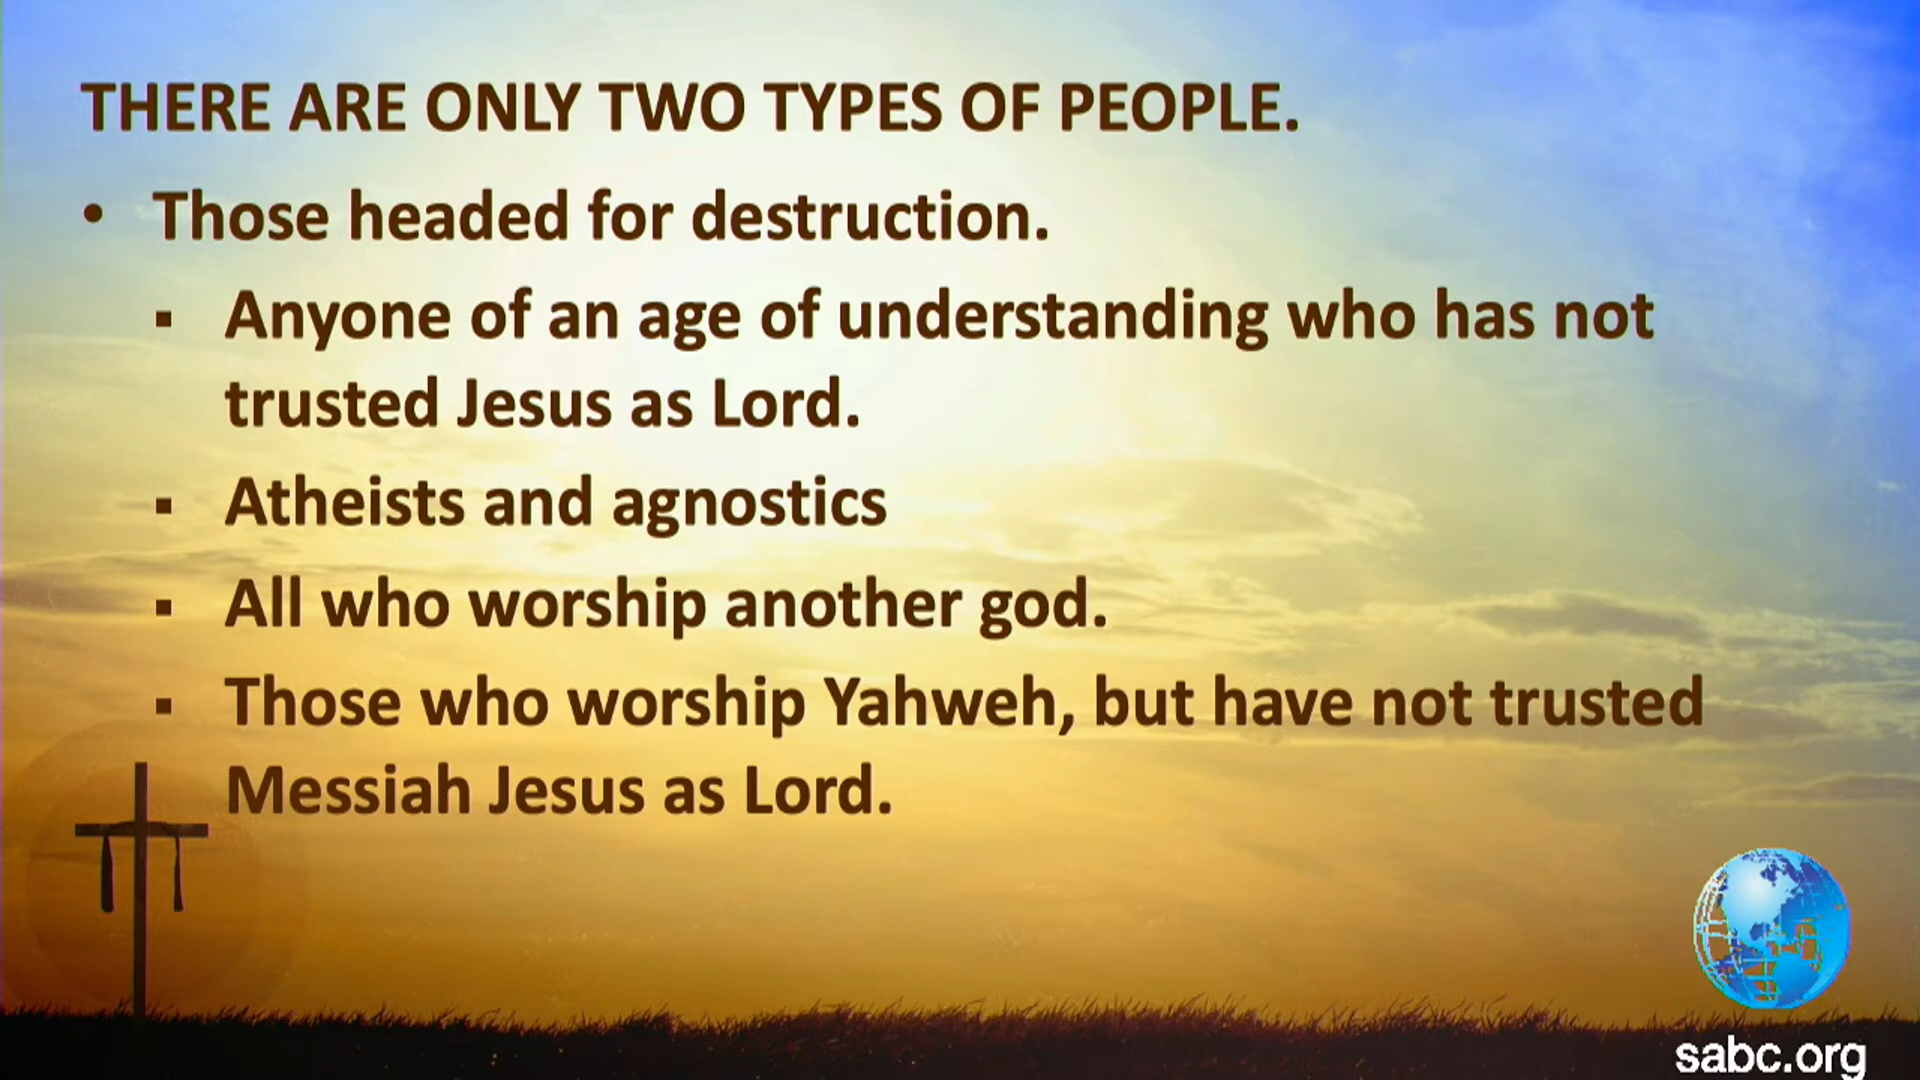 THERE ARE ONLY TWO TYPES OF PEOPLE.
• Those headed for destruction.
▪ Anyone of an age of understanding who has not
trusted Jesus as Lord.
▪ Atheists and agnostics
▪ All who worship another god.
▪ Those who worship Yahweh, but have not trusted
Messiah Jesus as Lord.
sabc.org